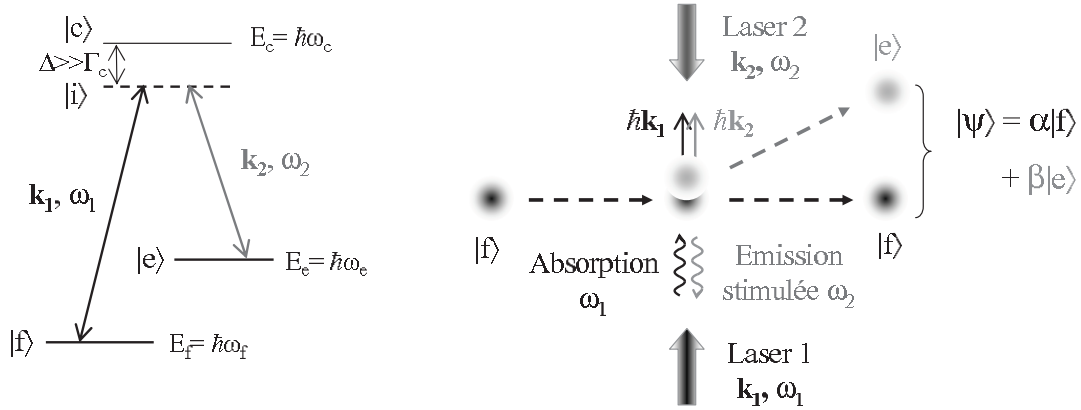 |c⟩
E_c = ℏω_c
Δ>>Γ_c
|i⟩
k₂, ω₂
k₁, ω₁
|e⟩
E_e = ℏω_e
|f⟩
E_f = ℏω_f
Laser 2
k₂, ω₂
|e⟩
ℏk₁
ℏk₂
|ψ⟩ = α|f⟩
+ β|e⟩
|f⟩
|f⟩
Absorption
ω₁
Emission
stimulée ω₂
Laser 1
k₁, ω₁